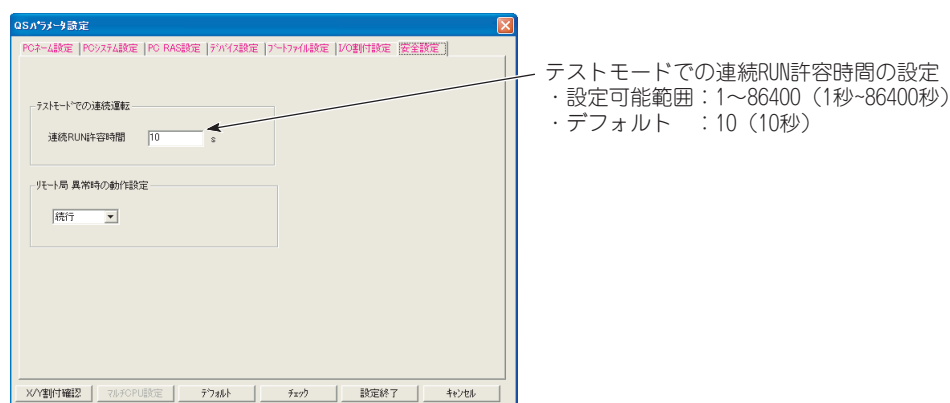 QSパラメータ設定
PCネーム設定 PCシステム設定 PC RAS設定 デバイス設定 ブートファイル設定 I/O割付設定 安全設定
テストモードでの連続RUN許容時間の設定
・設定可能範囲：1～86400（1秒~86400秒）
・デフォルト　：10（10秒）
テストモードでの連続運転
連続RUN許容時間 10 s
リモート局 異常時の動作設定
続行
X/Y割付確認 マルチCPU設定 デフォルト チェック 設定終了 キャンセル